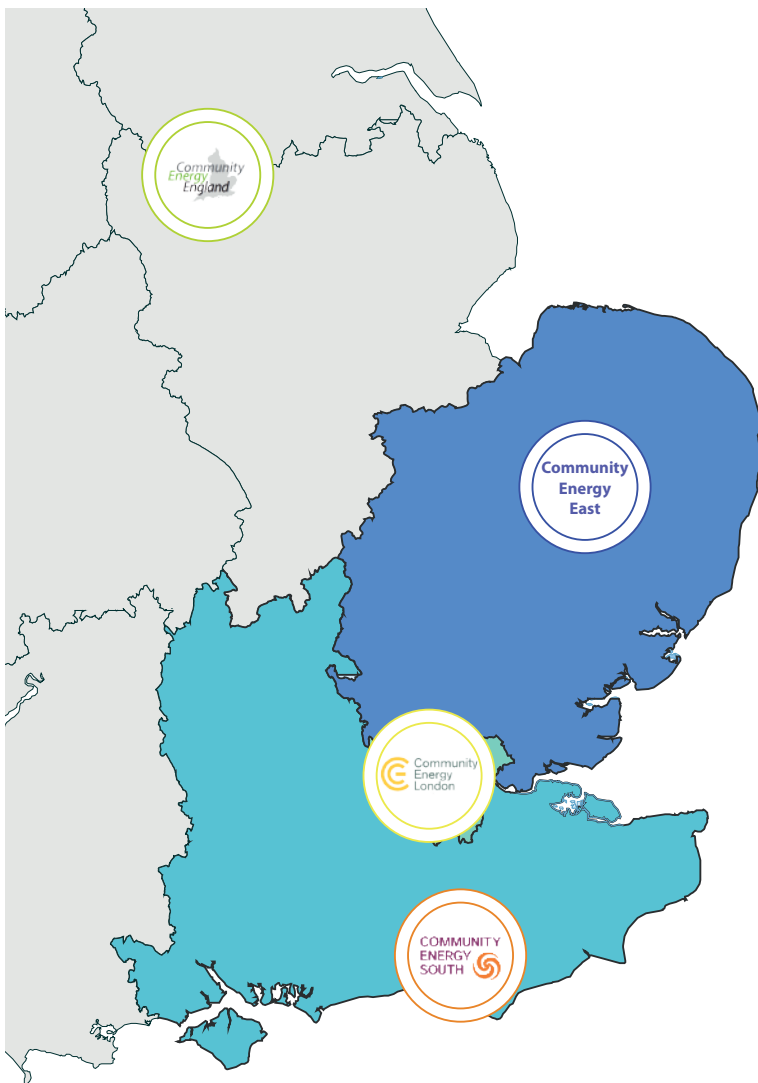 Community
Energy
England
Community
Energy
East
Community
Energy
London
COMMUNITY
ENERGY
SOUTH